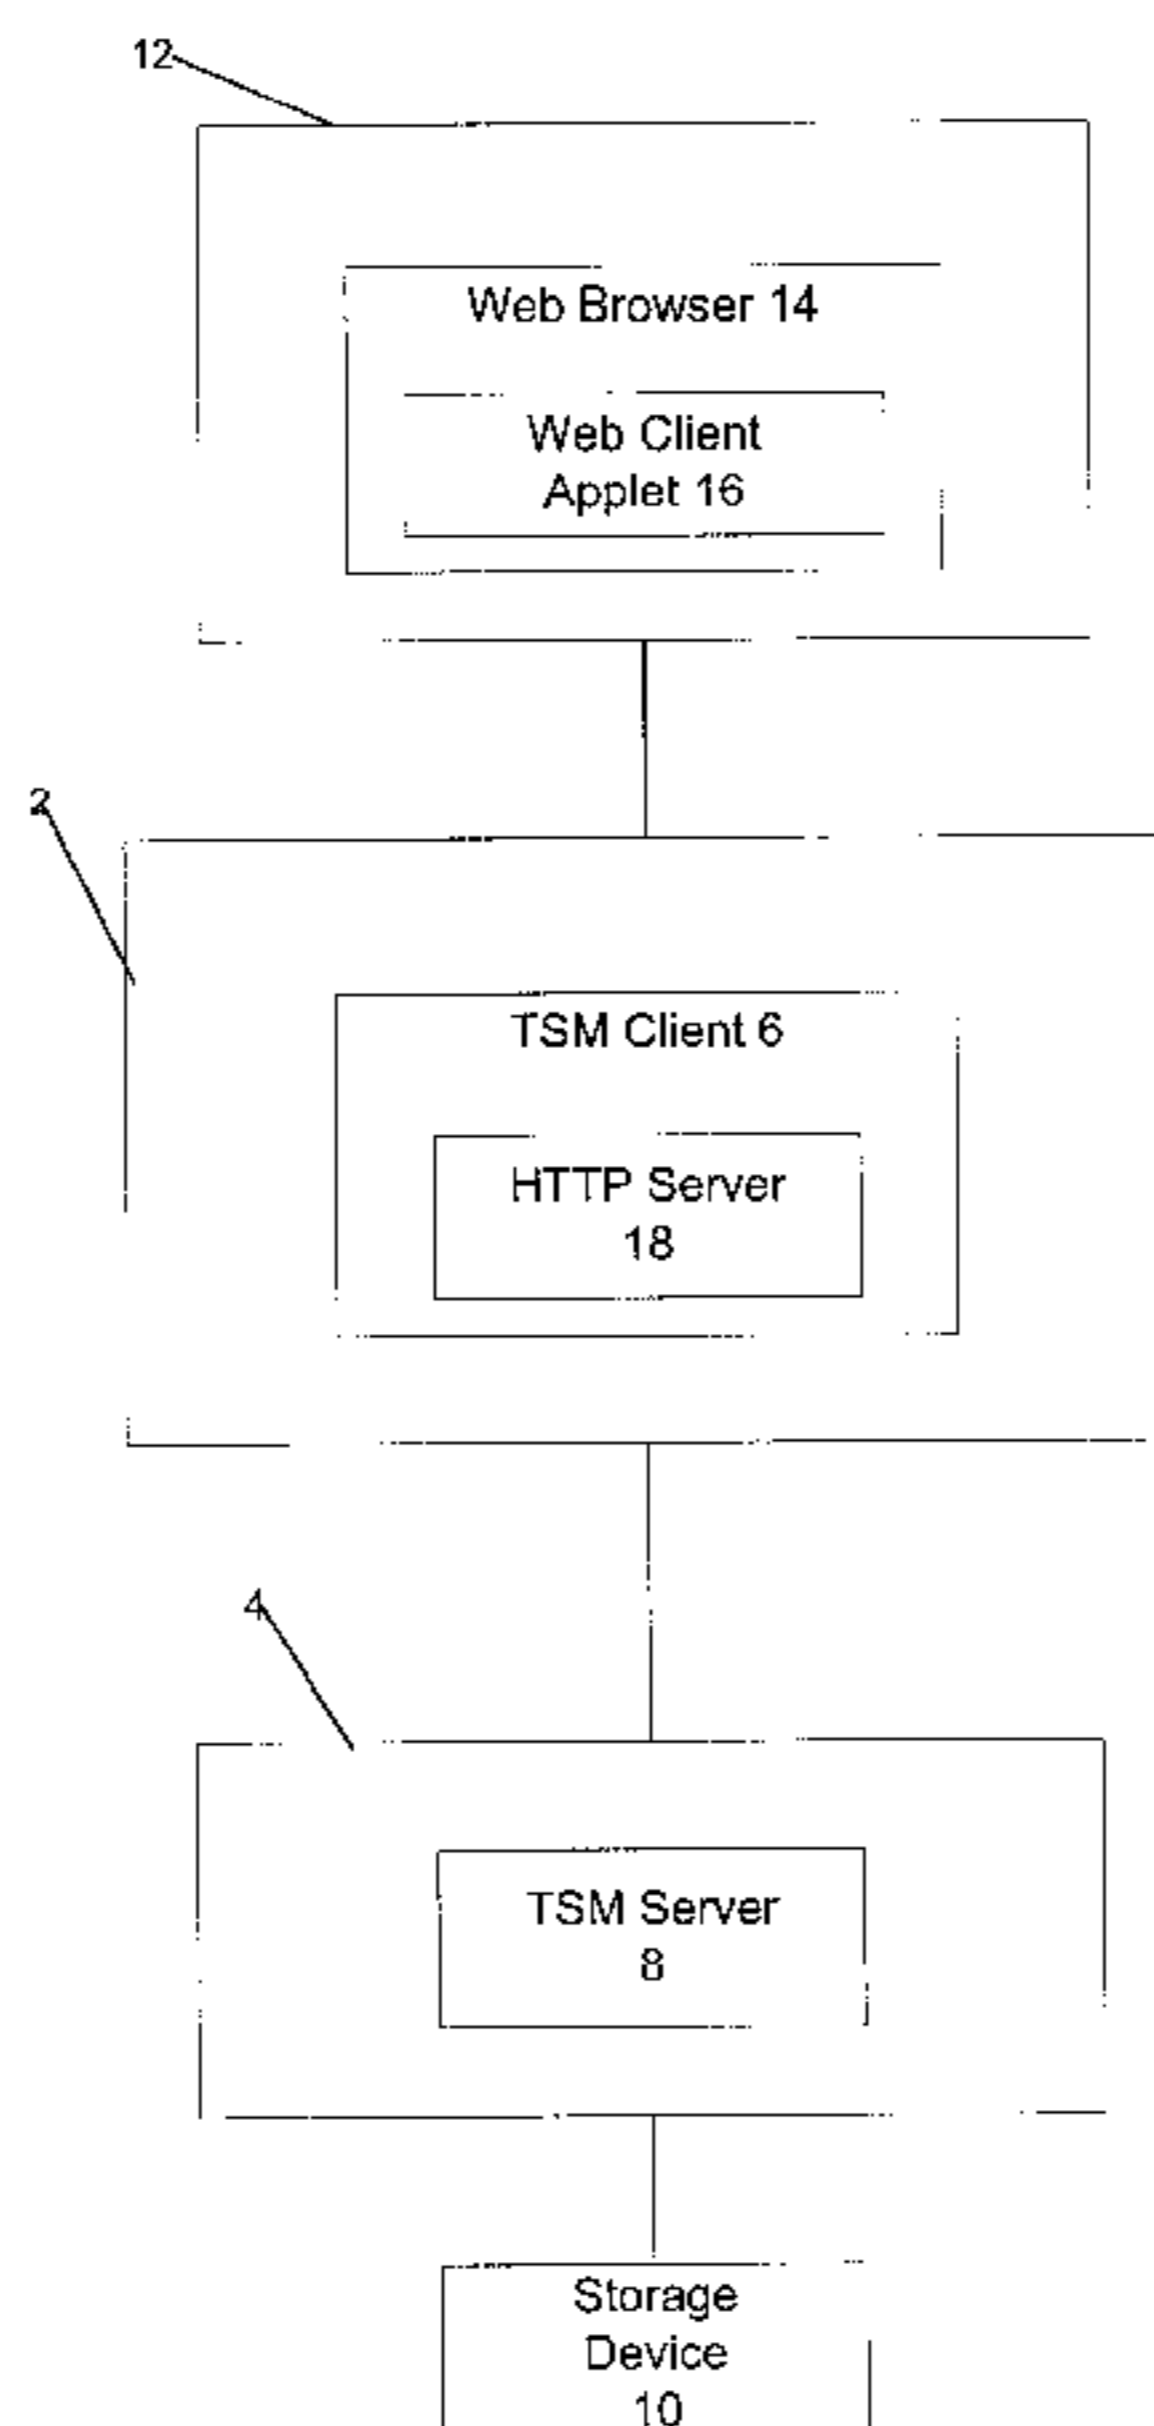 12
Web Browser 14
Web Client
Applet 16
2
TSM Client 6
HTTP Server
18
4
TSM Server
8
Storage
Device
10